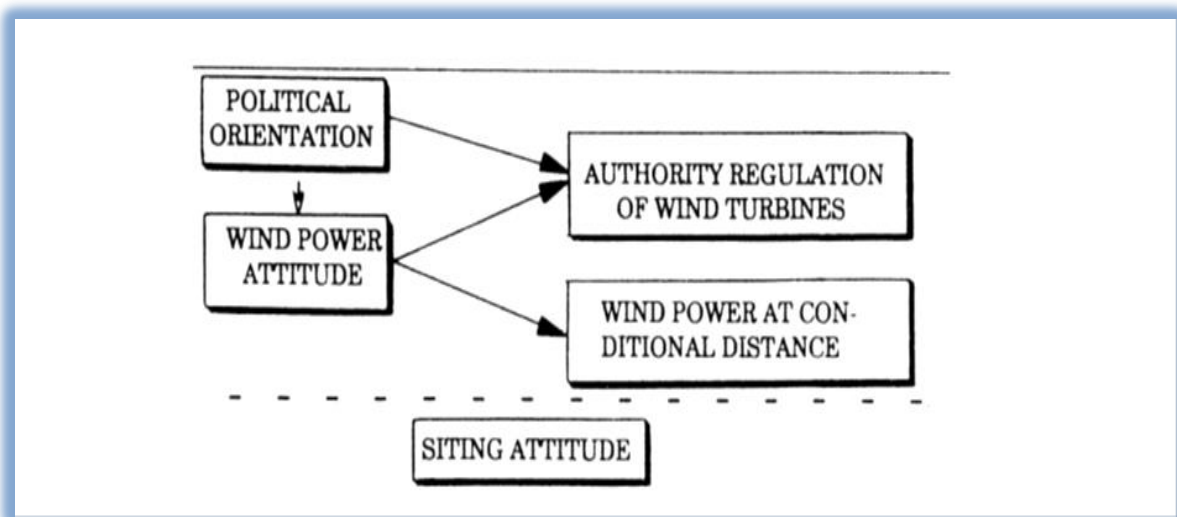 POLITICAL
ORIENTATION
AUTHORITY REGULATION
OF WIND TURBINES
WIND POWER
ATTITUDE
WIND POWER AT CON-
DITIONAL DISTANCE
SITING ATTITUDE